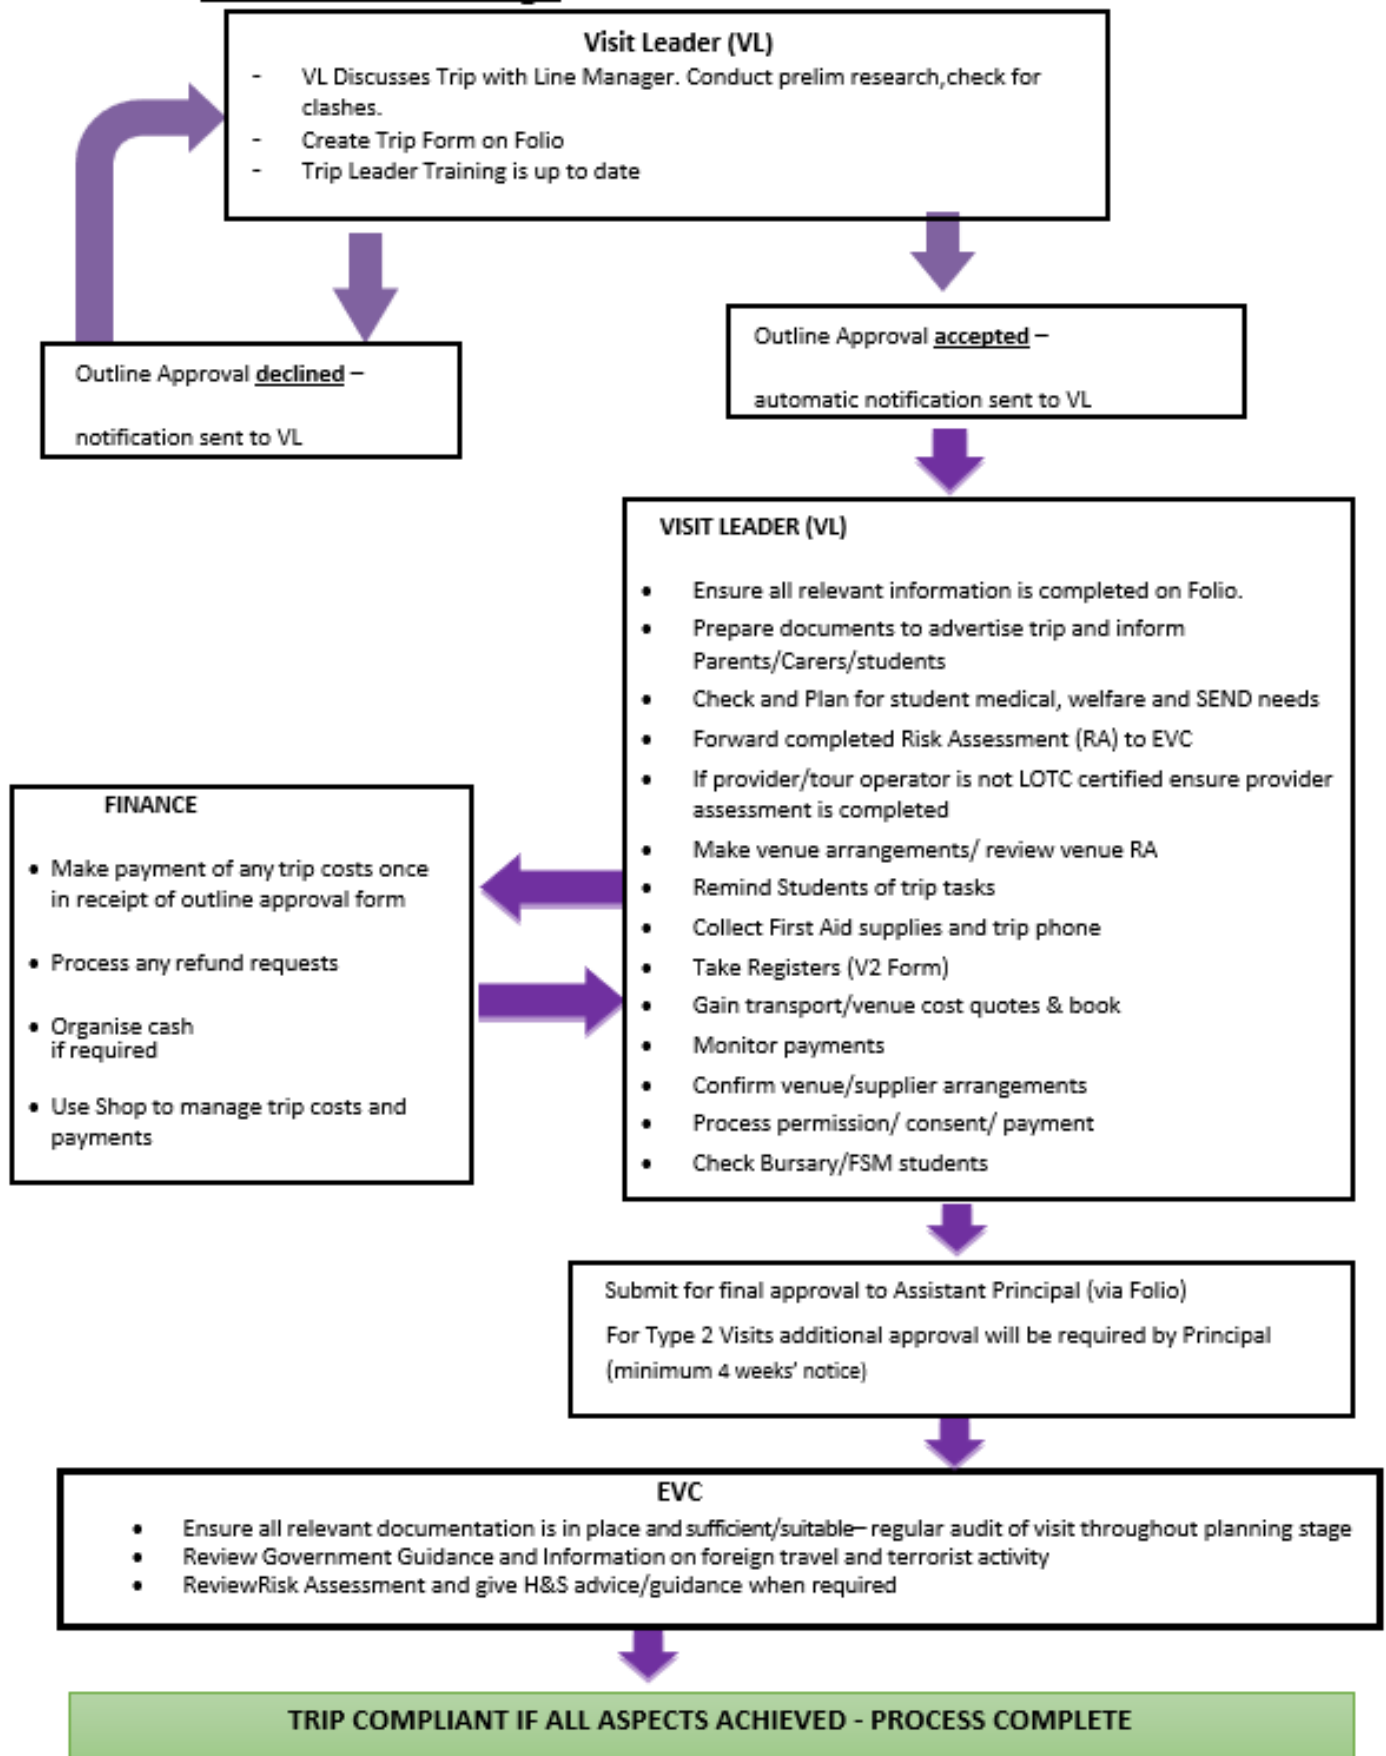 Visit Leader (VL)
- VL Discusses Trip with Line Manager. Conduct prelim research,check for
clashes.
- Create Trip Form on Folio
- Trip Leader Training is up to date
Outline Approval declined –
notification sent to VL
Outline Approval accepted –
automatic notification sent to VL
VISIT LEADER (VL)
• Ensure all relevant information is completed on Folio.
• Prepare documents to advertise trip and inform
Parents/Carers/students
• Check and Plan for student medical, welfare and SEND needs
• Forward completed Risk Assessment (RA) to EVC
• If provider/tour operator is not LOTC certified ensure provider
assessment is completed
• Make venue arrangements/ review venue RA
• Remind Students of trip tasks
• Collect First Aid supplies and trip phone
• Take Registers (V2 Form)
• Gain transport/venue cost quotes & book
• Monitor payments
• Confirm venue/supplier arrangements
• Process permission/ consent/ payment
• Check Bursary/FSM students
FINANCE
• Make payment of any trip costs once
in receipt of outline approval form
• Process any refund requests
• Organise cash
if required
• Use Shop to manage trip costs and
payments
Submit for final approval to Assistant Principal (via Folio)
For Type 2 Visits additional approval will be required by Principal
(minimum 4 weeks’ notice)
EVC
• Ensure all relevant documentation is in place and sufficient/suitable– regular audit of visit throughout planning stage
• Review Government Guidance and Information on foreign travel and terrorist activity
• ReviewRisk Assessment and give H&S advice/guidance when required
TRIP COMPLIANT IF ALL ASPECTS ACHIEVED - PROCESS COMPLETE